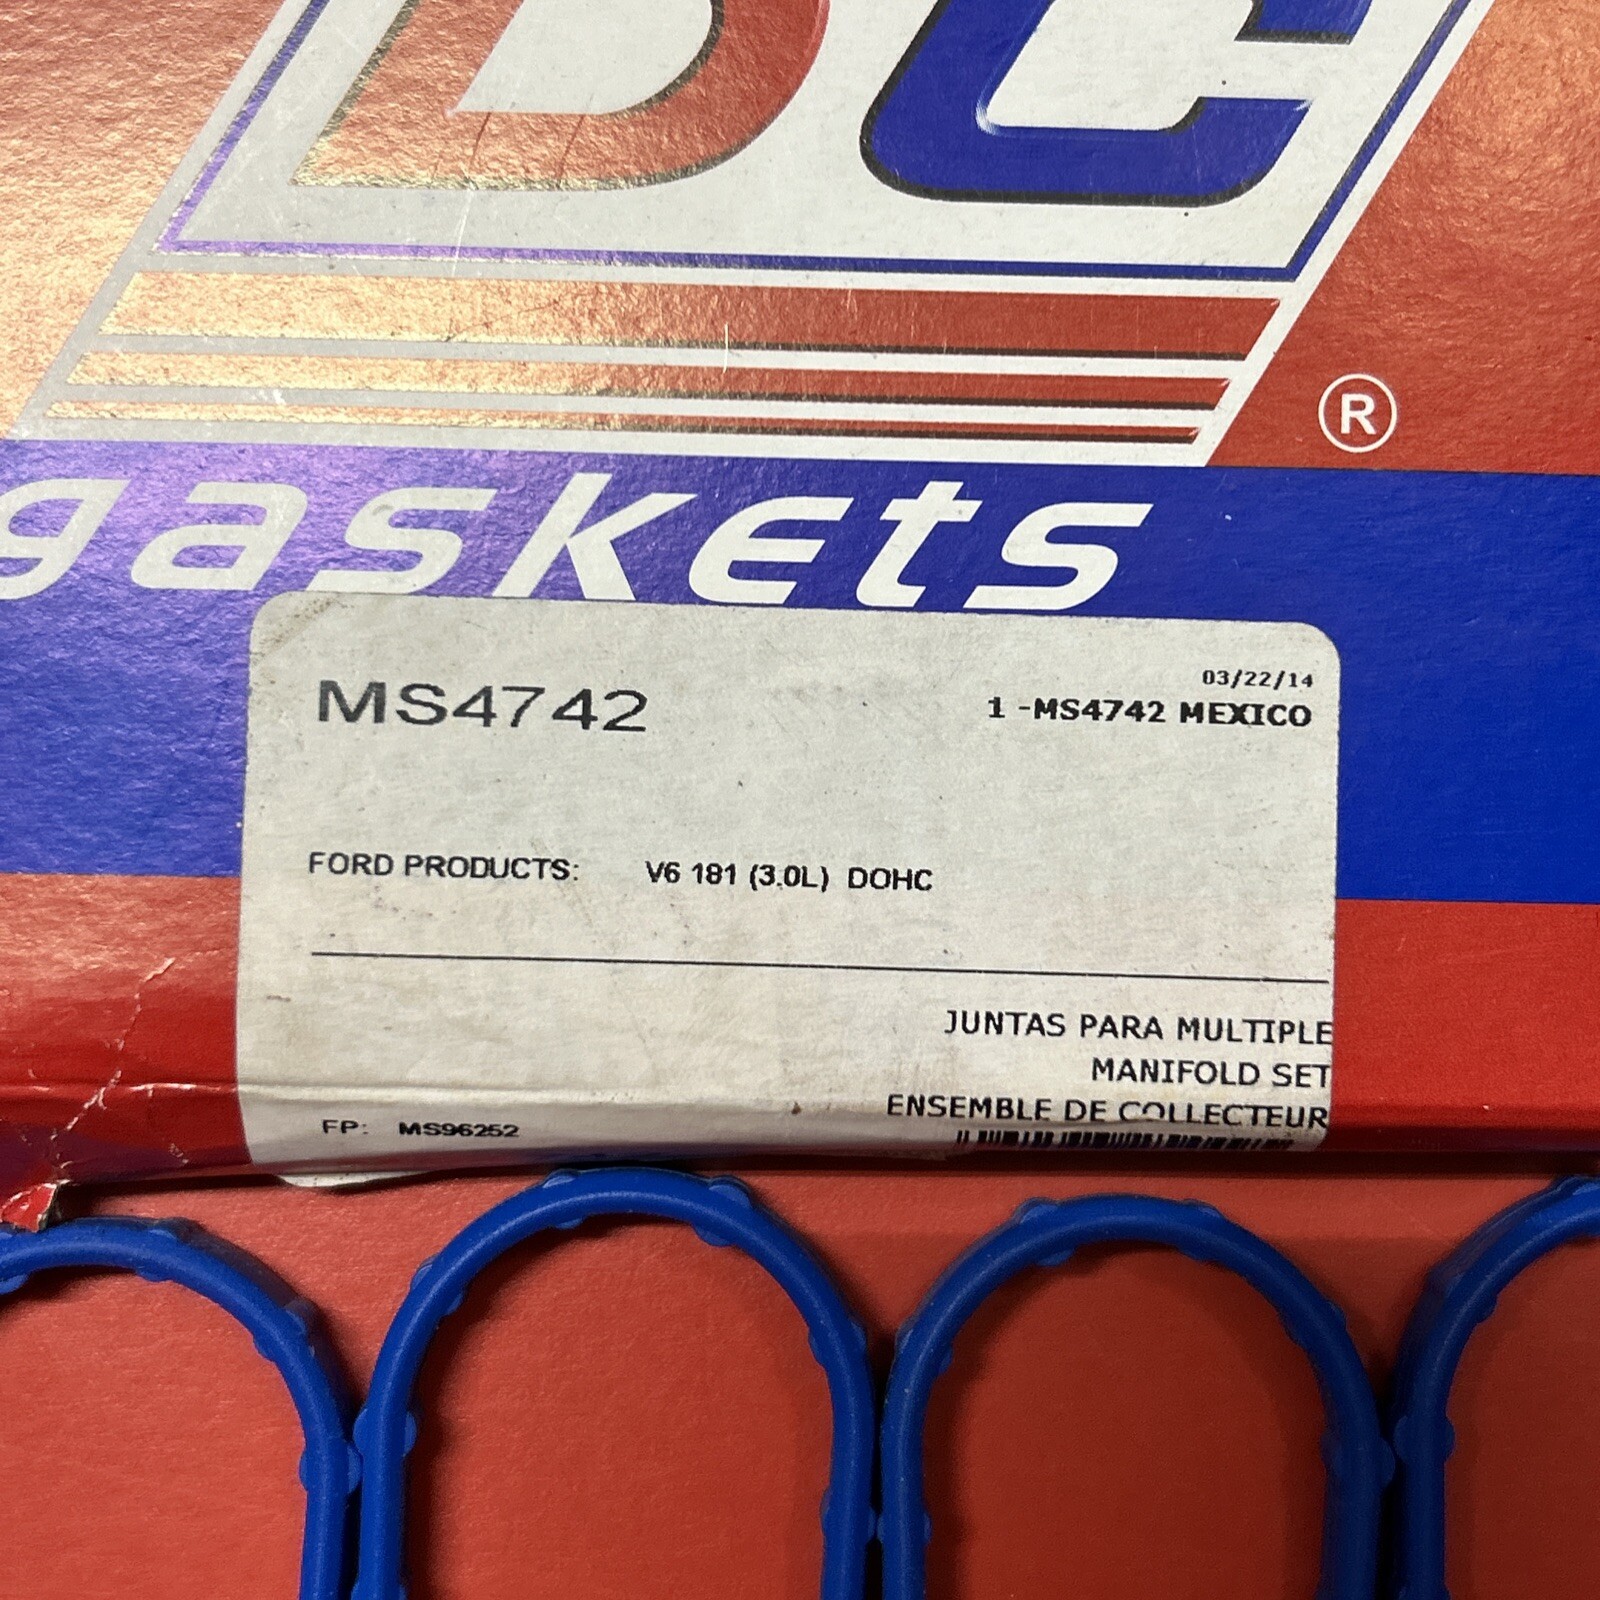 DC
®
gaskets
MS4742
03/22/14
1 -MS4742 MEXICO
FORD PRODUCTS: V6 181 (3.0L) DOHC
JUNTAS PARA MULTIPLE
MANIFOLD SET
ENSEMBLE DE COLLECTEUR
FP: MS96252